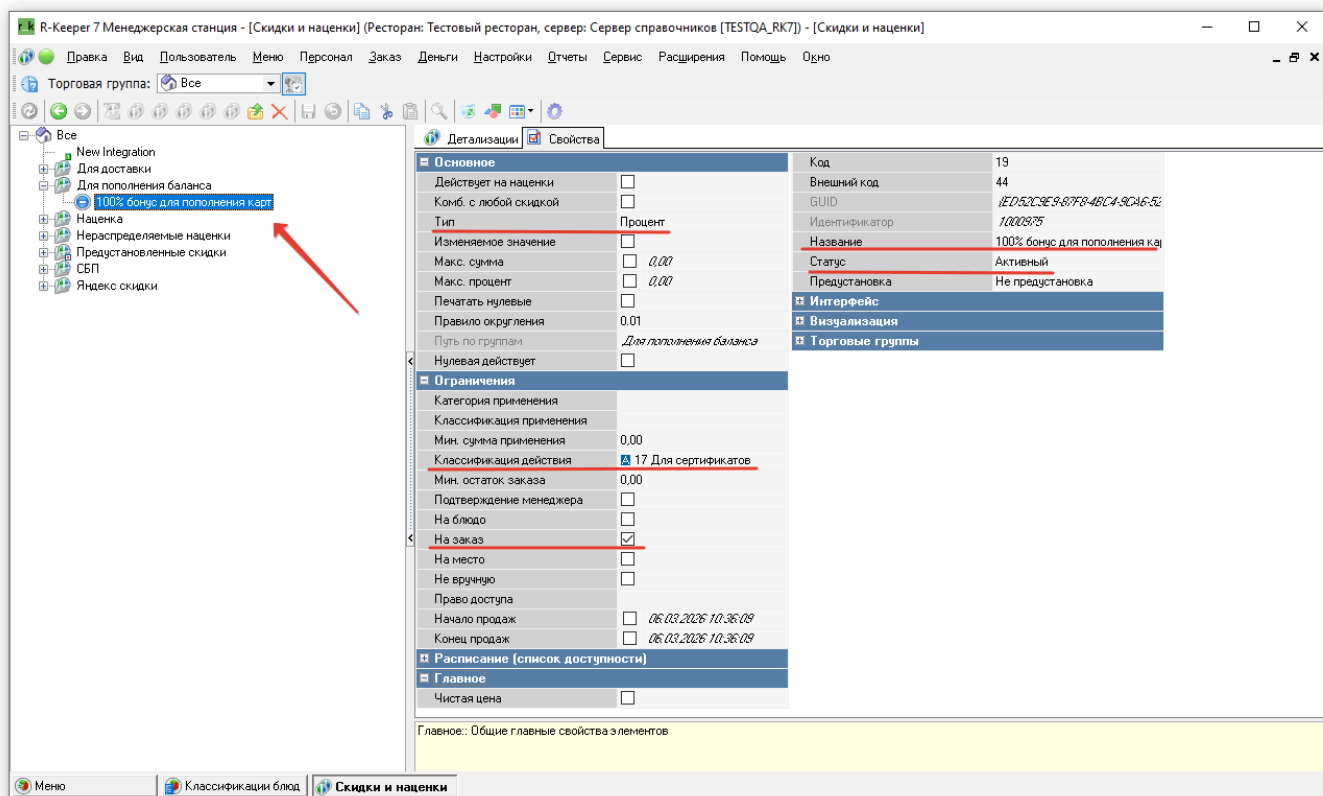 R-Keeper 7 Менеджерская станция - [Скидки и наценки] (Ресторан: Тестовый ресторан, сервер: Сервер справочников [TESTQA_RK7]) - [Скидки и наценки]
Правка Вид Пользователь Меню Персонал Заказ Деньги Настройки Отчеты Сервис Расширения Помощь Окно
Торговая группа: Все
Все
New Integration
Для доставки
Для пополнения баланса
100% бонус для пополнения карт
Наценка
Нераспределяемые наценки
Предустановленные скидки
СБП
Яндекс скидки
Детализации Свойства
Основное
Действует на наценки
Комб. с любой скидкой
Тип Процент
Изменяемое значение
Макс. сумма 0,00
Макс. процент 0,00
Печатать нулевые
Правило округления 0.01
Путь по группам Для пополнения баланса
Нулевая действует
Ограничения
Категория применения
Классификация применения
Мин. сумма применения 0,00
Классификация действия 17 Для сертификатов
Мин. остаток заказа 0,00
Подтверждение менеджера
На блюдо
На заказ
На место
Не вручную
Право доступа
Начало продаж 06.03.2026 10:36:09
Конец продаж 06.03.2026 10:36:09
Расписание (список доступности)
Главное
Чистая цена
Код 19
Внешний код 44
GUID {ED52C9E9-87F8-4BC4-9CA6-52
Идентификатор 1000975
Название 100% бонус для пополнения кар
Статус Активный
Предустановка Не предустановка
Интерфейс
Визуализация
Торговые группы
Главное:: Общие главные свойства элементов
Меню Классификации блюд Скидки и наценки